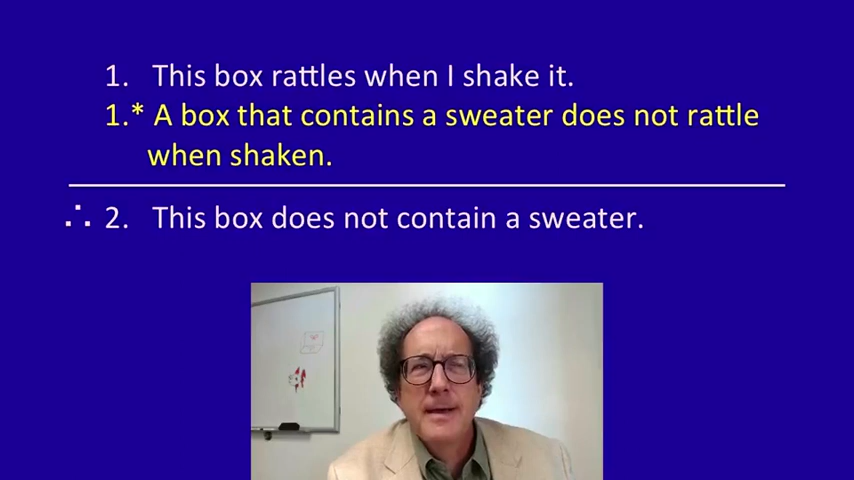 1. This box rattles when I shake it.
1.* A box that contains a sweater does not rattle
when shaken.
∴ 2. This box does not contain a sweater.